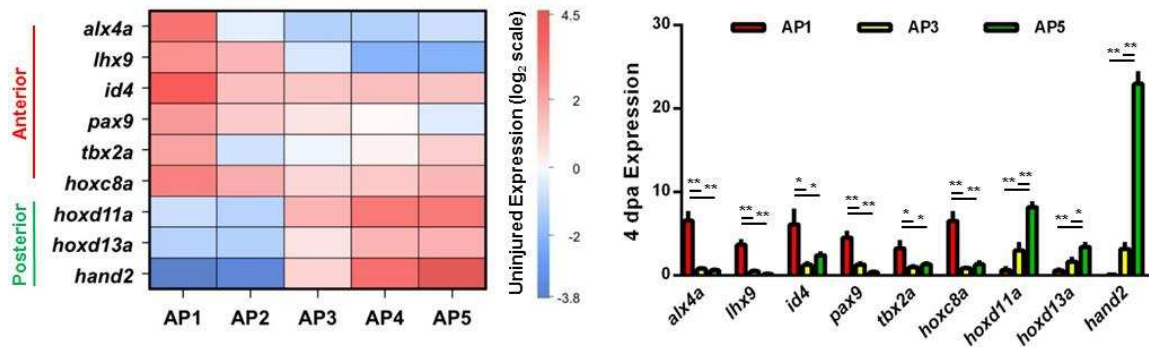 Anterior
Posterior
alx4a
lhx9
id4
pax9
tbx2a
hoxc8a
hoxd11a
hoxd13a
hand2
AP1 AP2 AP3 AP4 AP5
Uninjured Expression (log2 scale)
4.5
2
0
-2
-3.8
AP1 AP3 AP5
4 dpa Expression
30
20
10
0
** **
** **
* *
** **
* *
** **
** **
** *
** **
alx4a
lhx9
id4
pax9
tbx2a
hoxc8a
hoxd11a
hoxd13a
hand2